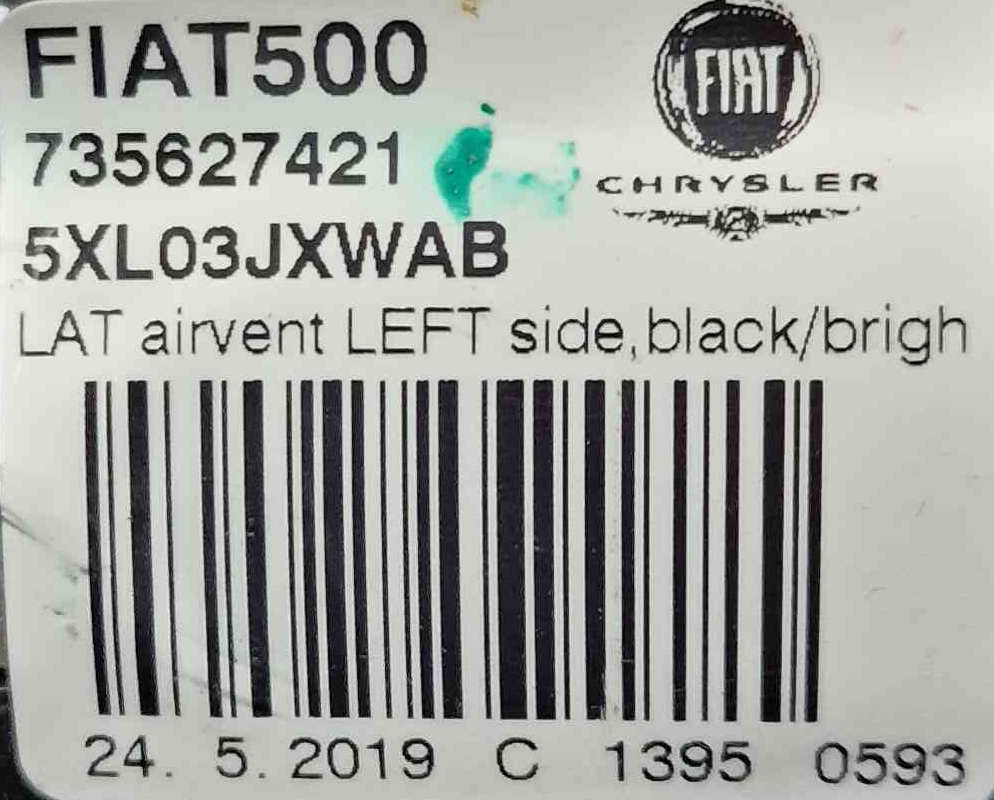 FIAT500
FIAT
735627421
CHRYSLER
5XL03JXWAB
LAT airvent LEFT side,black/brigh
24. 5. 2019 C 1395 0593